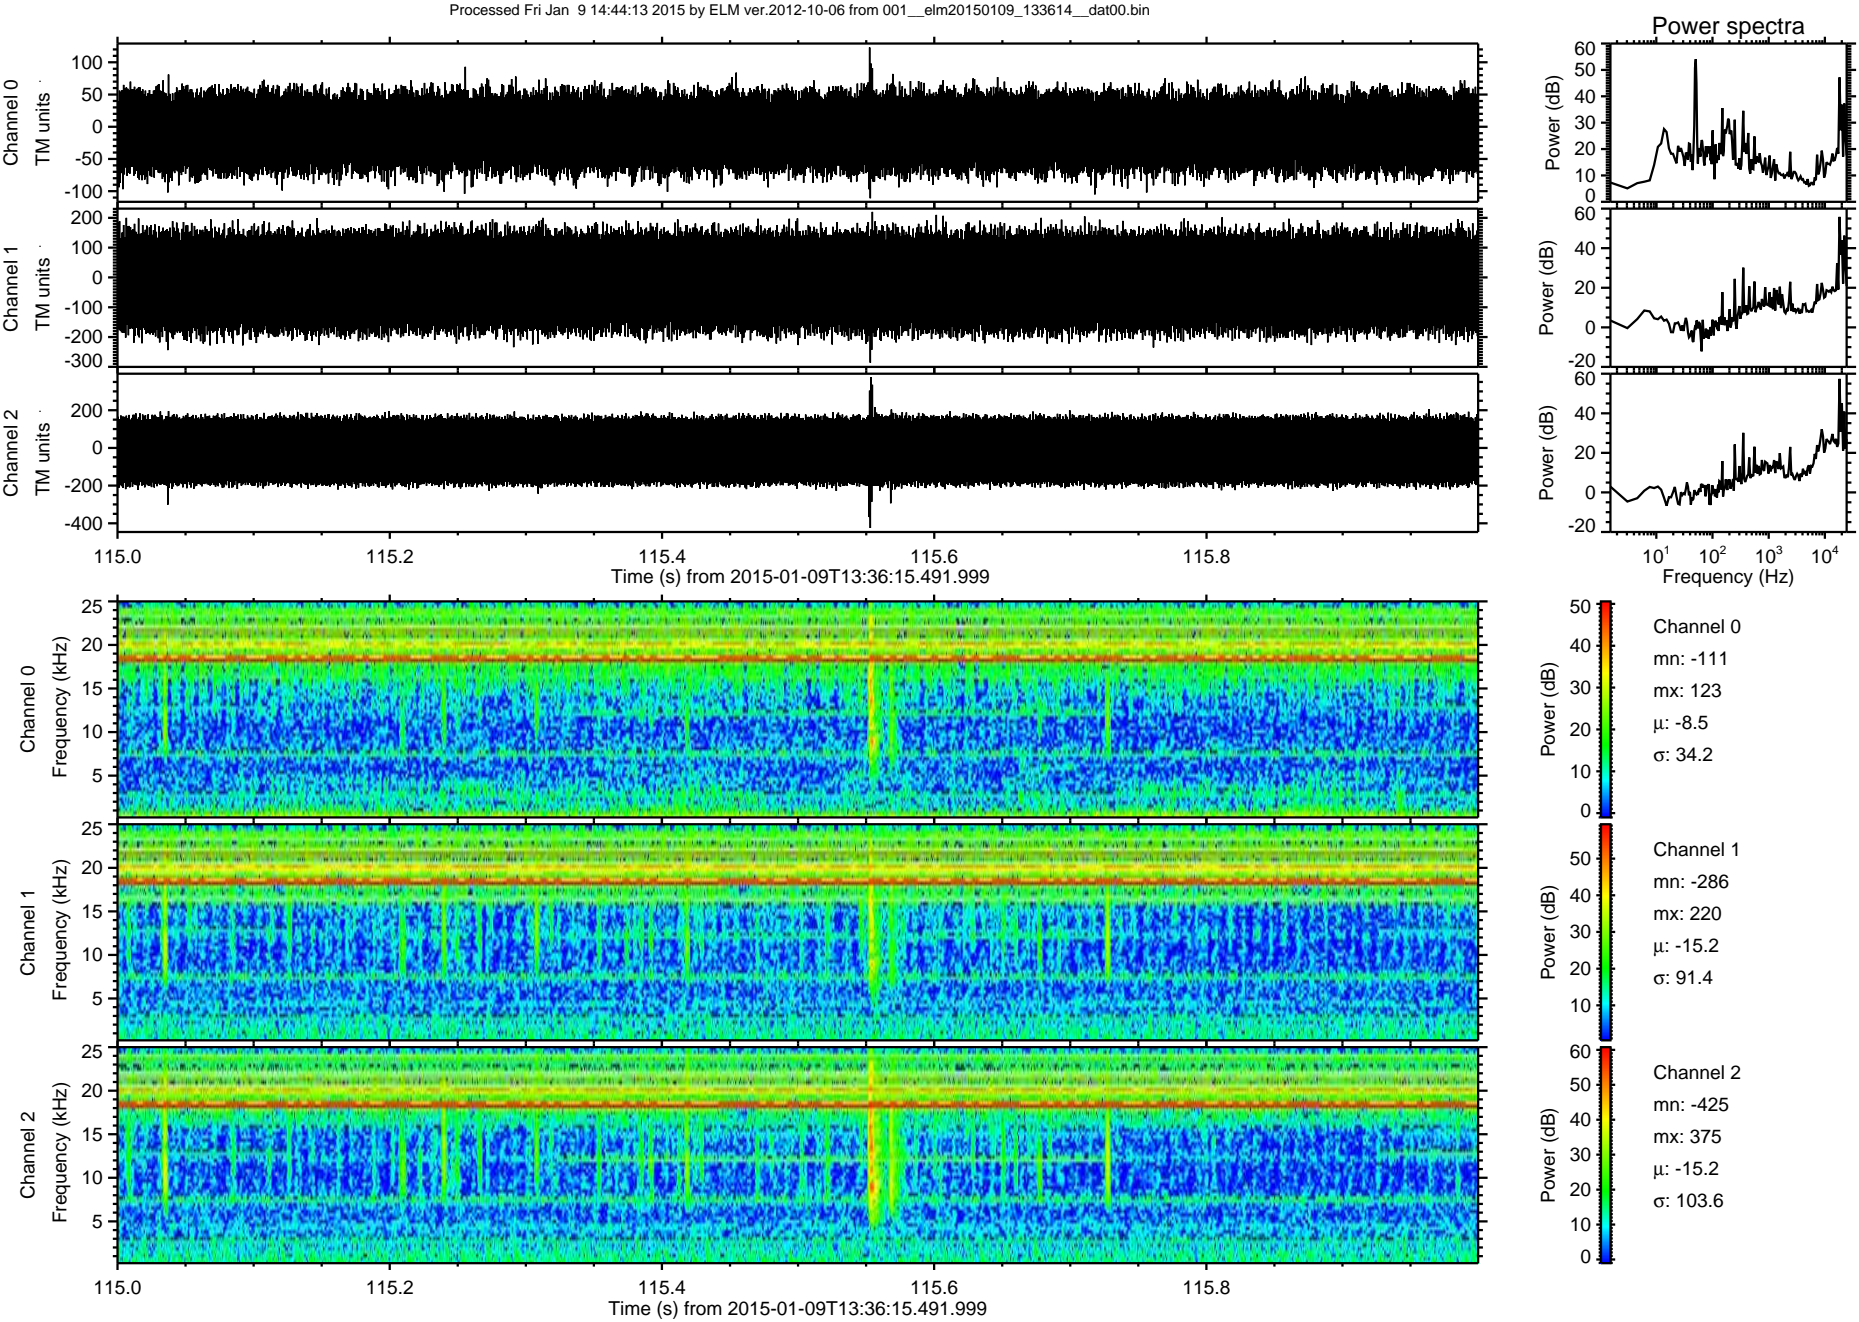 Processed Fri Jan  9 14:44:13 2015 by ELM ver.2012-10-06 from 001__elm20150109_133614__dat00.bin
Power spectra
Channel 0
TM units
100
50
0
-50
-100
Power (dB)
60
50
40
30
20
10
0
Channel 1
TM units
200
100
0
-100
-200
-300
Power (dB)
60
40
20
0
-20
Channel 2
TM units
200
0
-200
-400
Power (dB)
60
40
20
0
-20
115.0 115.2 115.4 115.6 115.8
Time (s) from 2015-01-09T13:36:15.491.999
10¹ 10² 10³ 10⁴
Frequency (Hz)
Channel 0
Frequency (kHz)
25
20
15
10
5
Power (dB)
50
40
30
20
10
0
Channel 0
mn: -111
mx: 123
μ: -8.5
σ: 34.2
Channel 1
Frequency (kHz)
25
20
15
10
5
Power (dB)
50
40
30
20
10
Channel 1
mn: -286
mx: 220
μ: -15.2
σ: 91.4
Channel 2
Frequency (kHz)
25
20
15
10
5
Power (dB)
60
50
40
30
20
10
0
Channel 2
mn: -425
mx: 375
μ: -15.2
σ: 103.6
115.0 115.2 115.4 115.6 115.8
Time (s) from 2015-01-09T13:36:15.491.999